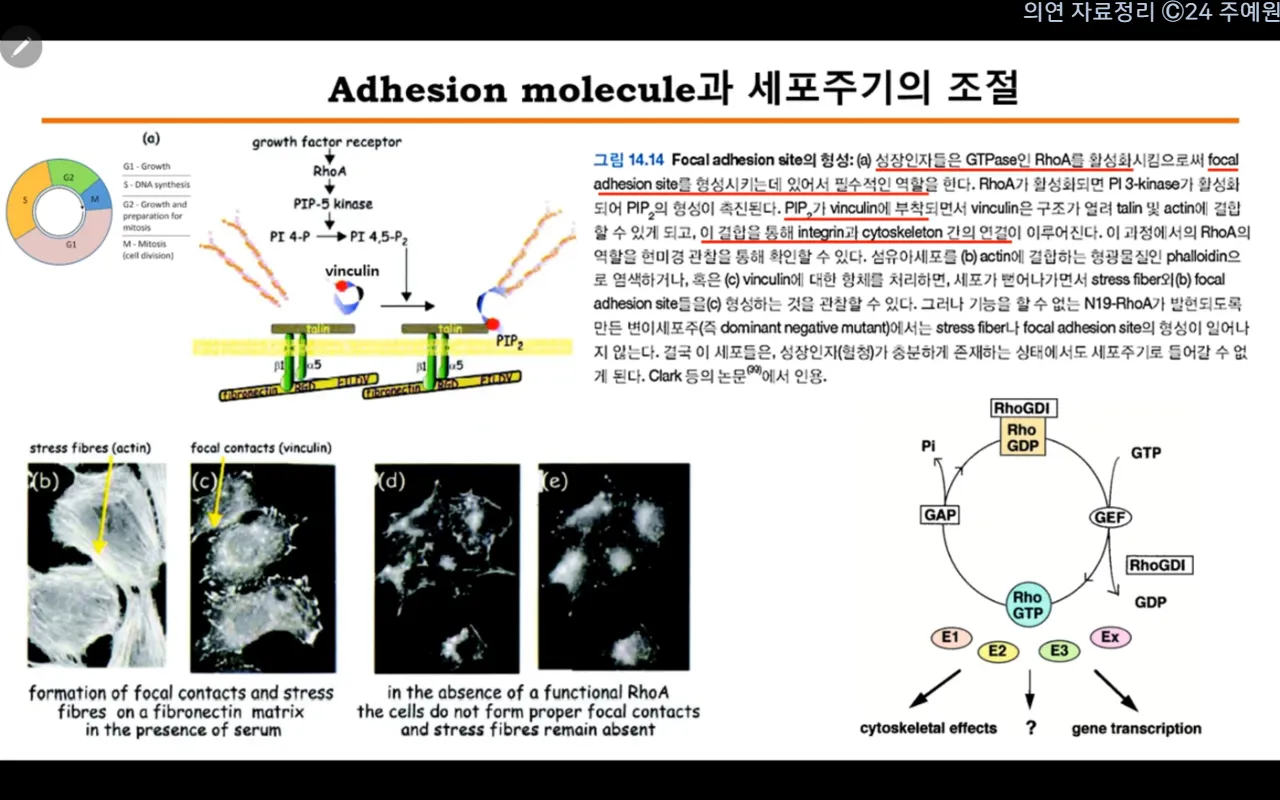 의연 자료정리 ⓒ24 주예원
Adhesion molecule과 세포주기의 조절
(a)
G2
S
M
G1
G1 - Growth
S - DNA synthesis
G2 - Growth and
preparation for
mitosis
M - Mitosis
(cell division)
growth factor receptor
RhoA
PIP-5 kinase
PI 4-P
PI 4,5-P2
vinculin
talin
talin
PIP2
β1
α5
β1
α5
fibronectin RGD EILDV
fibronectin RGD EILDV
그림 14.14 Focal adhesion site의 형성: (a) 성장인자들은 GTPase인 RhoA를 활성화시킴으로써 focal
adhesion site를 형성시키는데 있어서 필수적인 역할을 한다. RhoA가 활성화되면 PI 3-kinase가 활성화
되어 PIP2의 형성이 촉진된다. PIP2가 vinculin에 부착되면서 vinculin은 구조가 열려 talin 및 actin에 결합
할 수 있게 되고, 이 결합을 통해 integrin과 cytoskeleton 간의 연결이 이루어진다. 이 과정에서의 RhoA의
역할을 현미경 관찰을 통해 확인할 수 있다. 섬유아세포를 (b) actin에 결합하는 형광물질인 phalloidin으
로 염색하거나, 혹은 (c) vinculin에 대한 항체를 처리하면, 세포가 뻗어나가면서 stress fiber와(b) focal
adhesion site들을(c) 형성하는 것을 관찰할 수 있다. 그러나 기능을 할 수 없는 N19-RhoA가 발현되도록
만든 변이세포주(즉 dominant negative mutant)에서는 stress fiber나 focal adhesion site의 형성이 일어나
지 않는다. 결국 이 세포들은, 성장인자(혈청)가 충분하게 존재하는 상태에서도 세포주기로 들어갈 수 없
게 된다. Clark 등의 논문(39)에서 인용.
stress fibres (actin)
focal contacts (vinculin)
(b)
(c)
(d)
(e)
formation of focal contacts and stress
fibres on a fibronectin matrix
in the presence of serum
in the absence of a functional RhoA
the cells do not form proper focal contacts
and stress fibres remain absent
RhoGDI
Rho
GDP
Pi
GTP
GAP
GEF
RhoGDI
GDP
Rho
GTP
E1
E2
E3
Ex
cytoskeletal effects
?
gene transcription